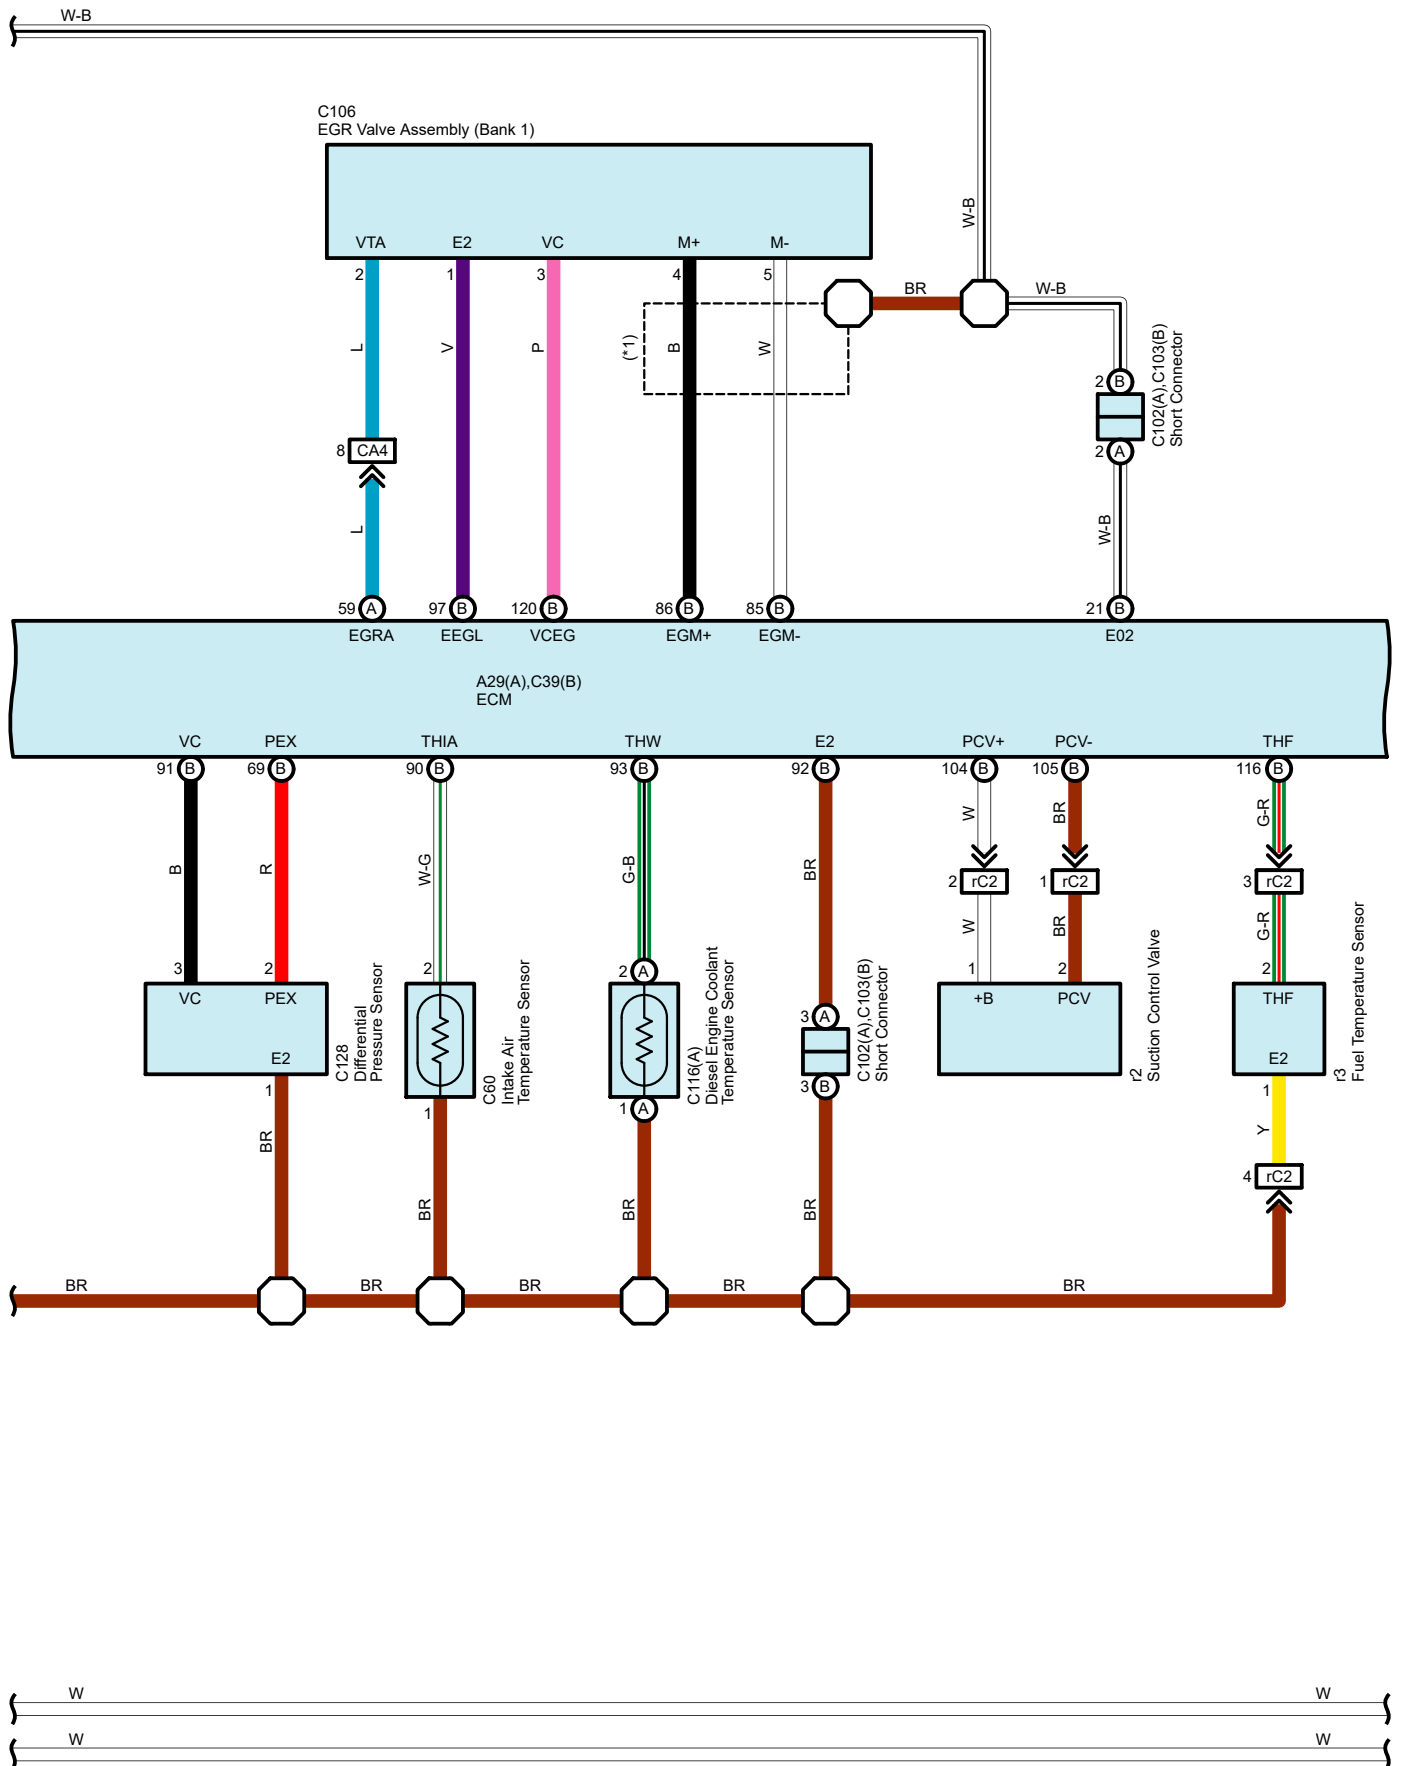 W-B
C106
EGR Valve Assembly (Bank 1)
VTA E2 VC M+ M-
2 1 3 4 5
W-B
BR W-B
L V P (*1) B W
2 B
C102(A),C103(B)
Short Connector
8 CA4
2 A
L W-B
59 A 97 B 120 B 86 B 85 B 21 B
EGRA EEGL VCEG EGM+ EGM- E02
A29(A),C39(B)
ECM
VC PEX THIA THW E2 PCV+ PCV- THF
91 B 69 B 90 B 93 B 92 B 104 B 105 B 116 B
W BR G-R
B R W-G G-B BR
2 rC2 1 rC2 3 rC2
W BR G-R
3 2 2 2 A 1 2 2
VC PEX +B PCV THF
3 A
E2 E2
C128
Differential
Pressure Sensor
C60
Intake Air
Temperature Sensor
C116(A)
Diesel Engine Coolant
Temperature Sensor
C102(A),C103(B)
Short Connector
r2
Suction Control Valve
r3
Fuel Temperature Sensor
1 1 1 A 3 B 1
BR Y
4 rC2
BR BR BR
BR BR BR BR BR
W W
W W